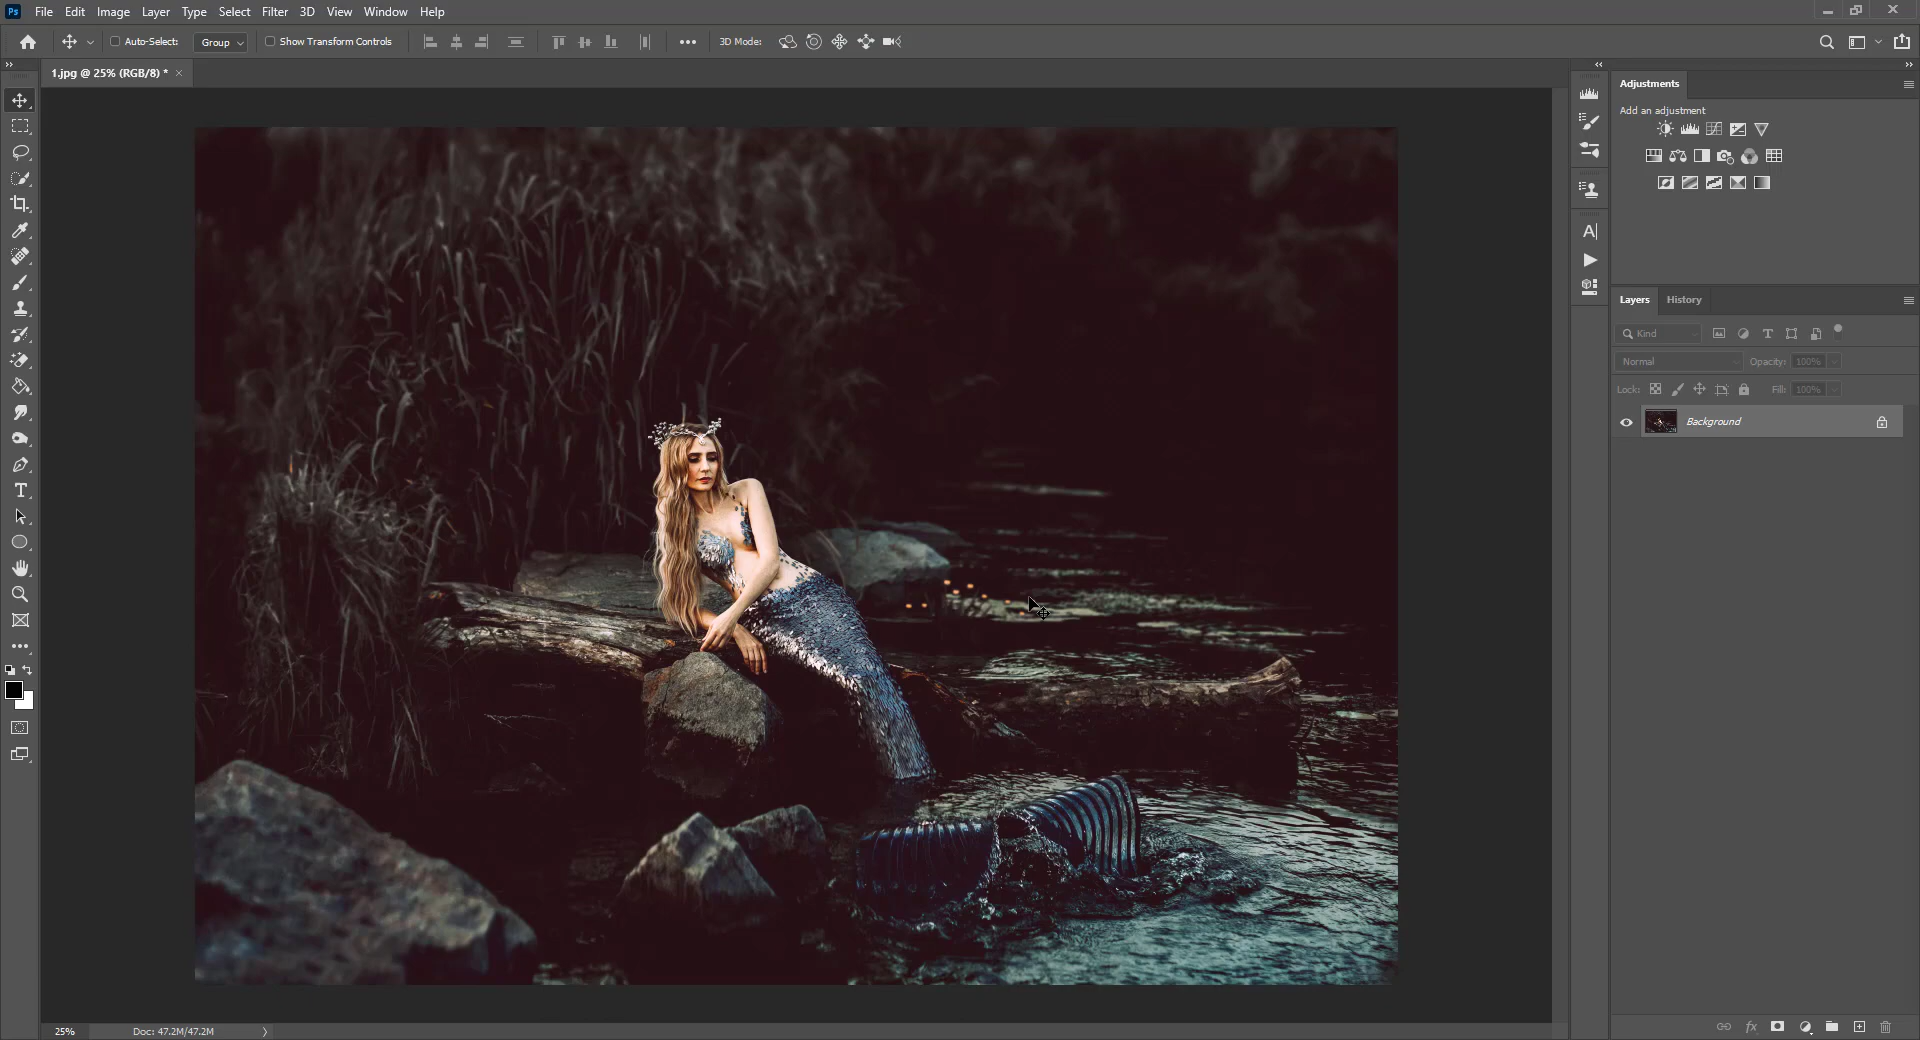 Ps File Edit Image Layer Type Select Filter 3D View Window Help
Auto-Select: Group Show Transform Controls 3D Mode:
1.jpg @ 25% (RGB/8) *
Adjustments
Add an adjustment
Layers History
Kind
Normal Opacity: 100%
Lock: Fill: 100%
Background
25% Doc: 47.2M/47.2M